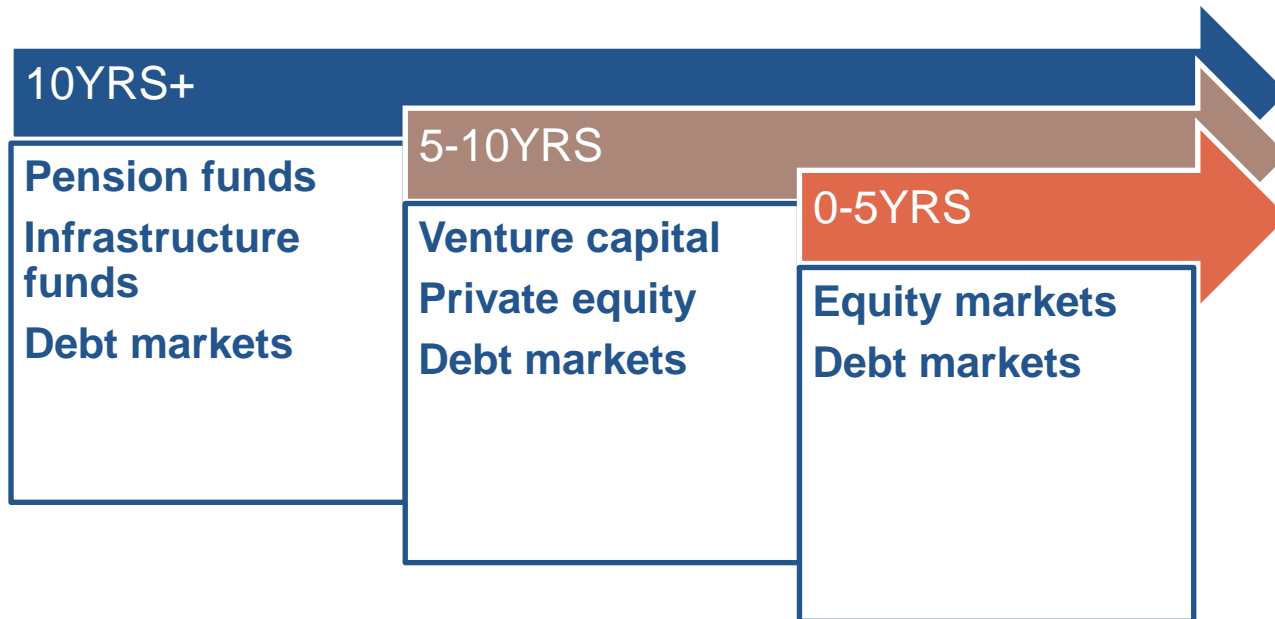 10YRS+
Pension funds
Infrastructure
funds
Debt markets
5-10YRS
Venture capital
Private equity
Debt markets
0-5YRS
Equity markets
Debt markets